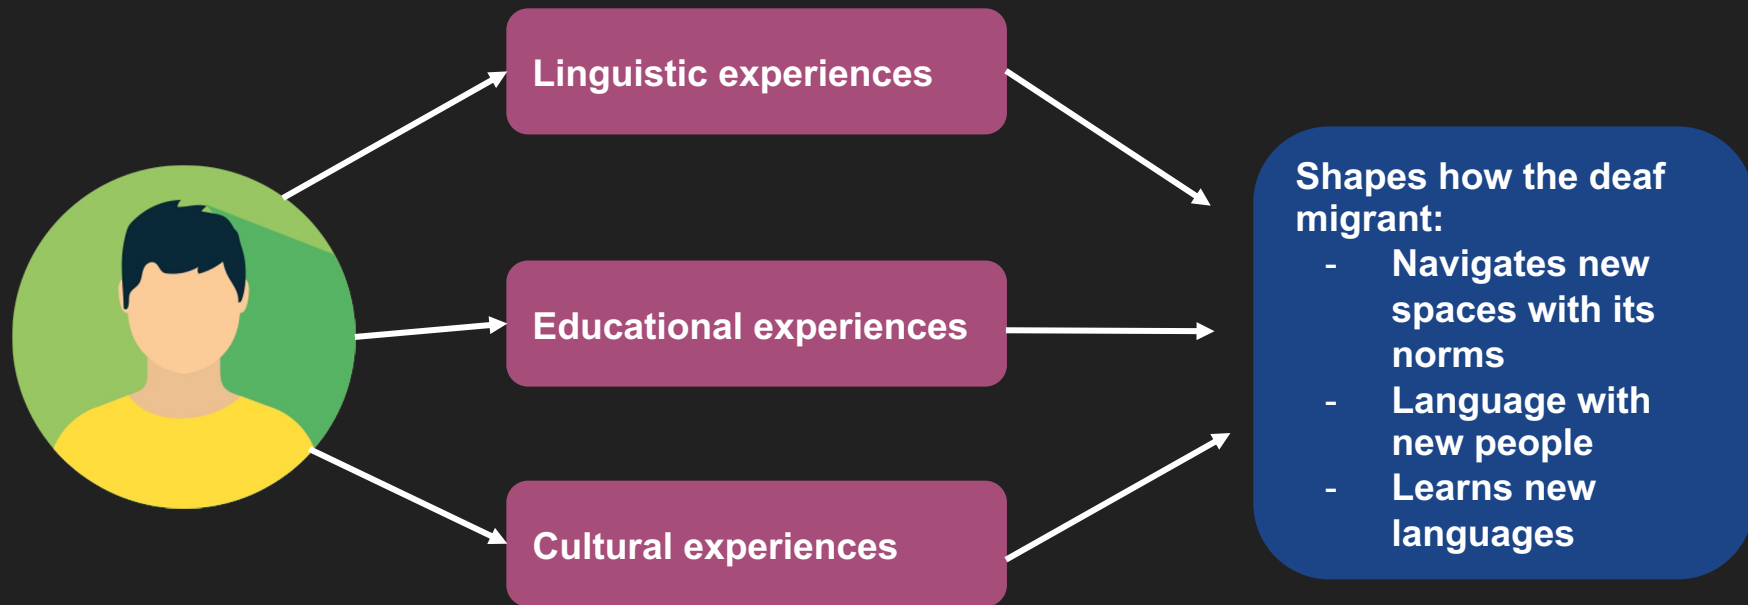 Linguistic experiences
Educational experiences
Cultural experiences
Shapes how the deaf
migrant:
- Navigates new
spaces with its
norms
- Language with
new people
- Learns new
languages